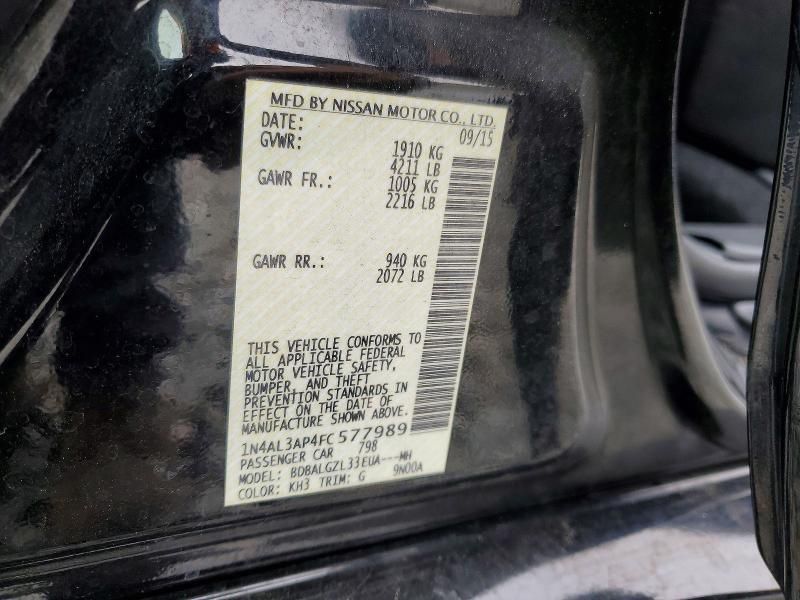 MFD BY NISSAN MOTOR CO., LTD.
DATE: 09/15
GVWR: 1910 KG
4211 LB
GAWR FR.: 1005 KG
2216 LB
GAWR RR.: 940 KG
2072 LB
THIS VEHICLE CONFORMS TO
ALL APPLICABLE FEDERAL
MOTOR VEHICLE SAFETY,
BUMPER, AND THEFT
PREVENTION STANDARDS IN
EFFECT ON THE DATE OF
MANUFACTURE SHOWN ABOVE.
1N4AL3AP4FC577989
PASSENGER CAR 798
MODEL: BDBALGZL33EUA---MH
COLOR: KH3 TRIM: G 9N00A